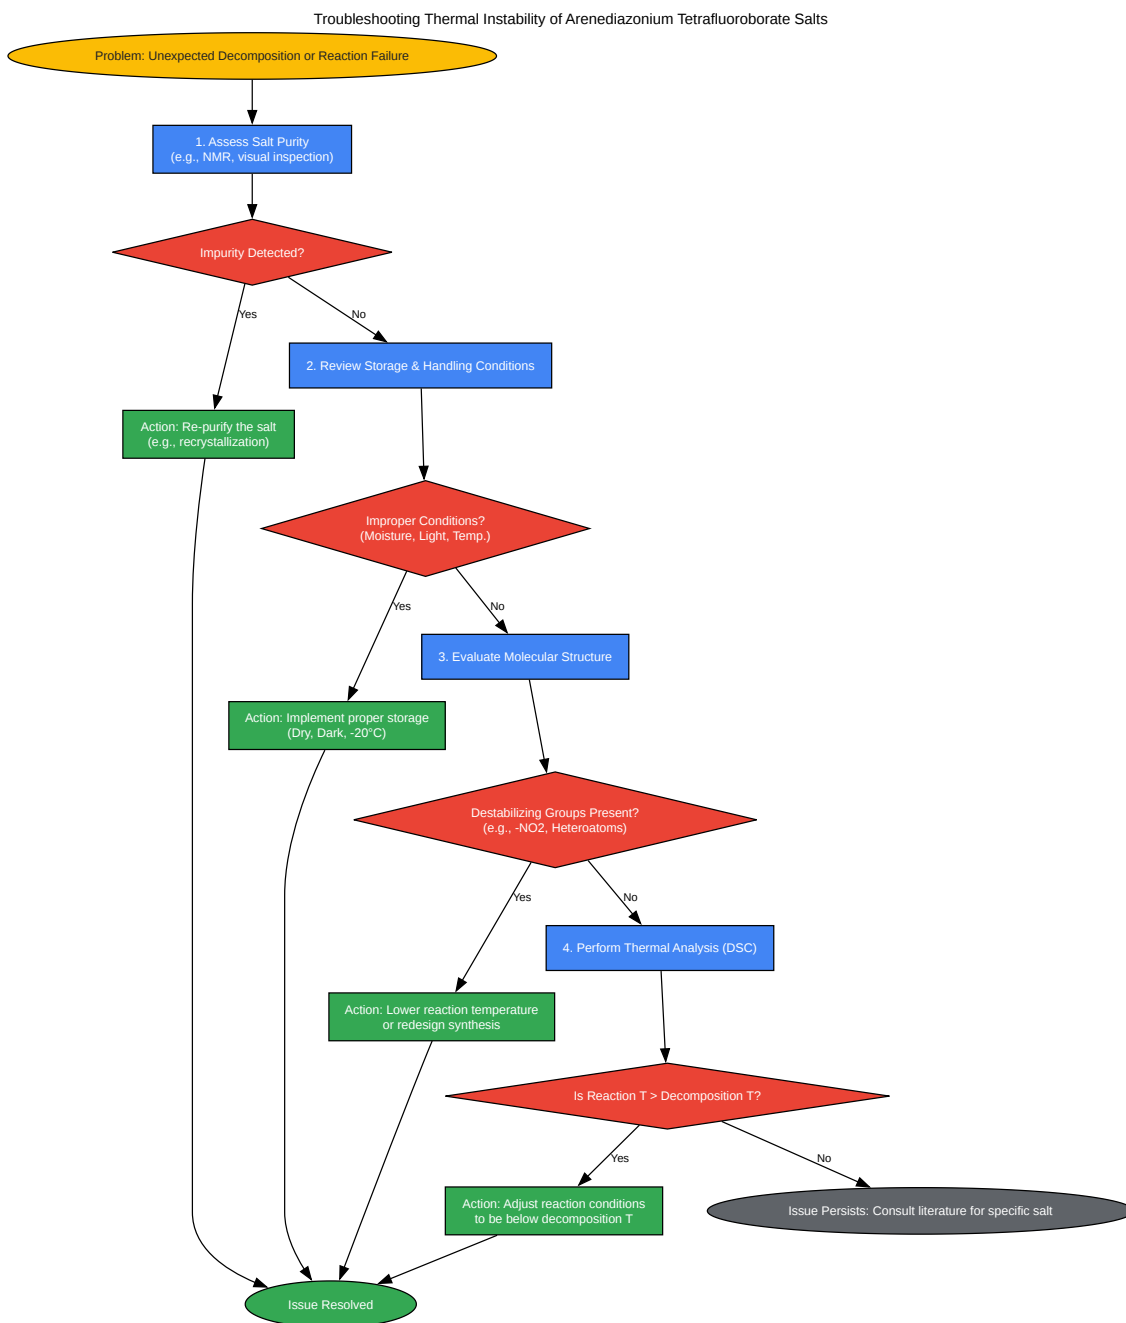 Troubleshooting Thermal Instability of Arenediazonium Tetrafluoroborate Salts
Problem: Unexpected Decomposition or Reaction Failure
1. Assess Salt Purity
(e.g., NMR, visual inspection)
Impurity Detected?
Yes
No
2. Review Storage & Handling Conditions
Action: Re-purify the salt
(e.g., recrystallization)
Improper Conditions?
(Moisture, Light, Temp.)
Yes
No
3. Evaluate Molecular Structure
Action: Implement proper storage
(Dry, Dark, -20°C)
Destabilizing Groups Present?
(e.g., -NO2, Heteroatoms)
Yes
No
4. Perform Thermal Analysis (DSC)
Action: Lower reaction temperature
or redesign synthesis
Is Reaction T > Decomposition T?
Yes
No
Action: Adjust reaction conditions
to be below decomposition T
Issue Persists: Consult literature for specific salt
Issue Resolved